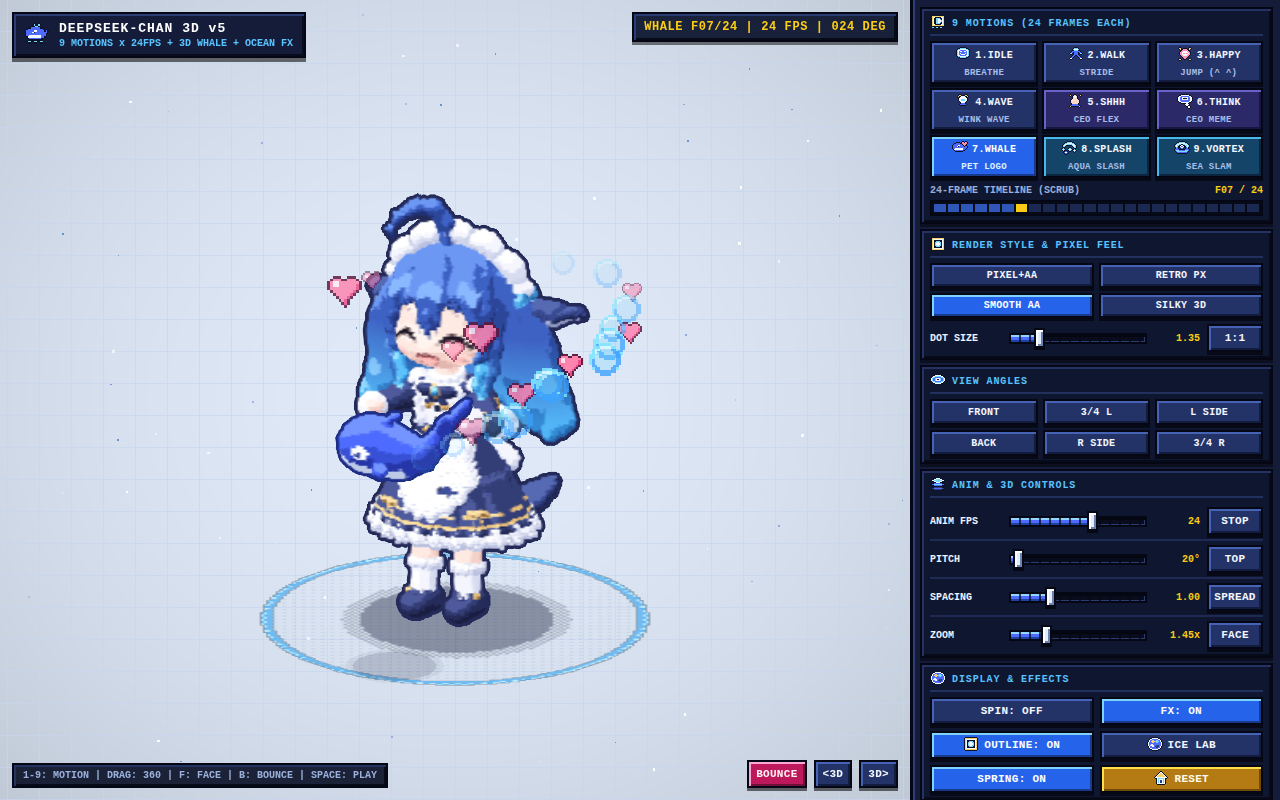 DEEPSEEK-CHAN 3D v5
9 MOTIONS x 24FPS + 3D WHALE + OCEAN FX
WHALE F07/24 | 24 FPS | 024 DEG
9 MOTIONS (24 FRAMES EACH)
1.IDLE
BREATHE
2.WALK
STRIDE
3.HAPPY
JUMP (^ ^)
4.WAVE
WINK WAVE
5.SHHH
CEO FLEX
6.THINK
CEO MEME
7.WHALE
PET LOGO
8.SPLASH
AQUA SLASH
9.VORTEX
SEA SLAM
24-FRAME TIMELINE (SCRUB)
F07 / 24
RENDER STYLE & PIXEL FEEL
PIXEL+AA
RETRO PX
SMOOTH AA
SILKY 3D
DOT SIZE
1.35
1:1
VIEW ANGLES
FRONT
3/4 L
L SIDE
BACK
R SIDE
3/4 R
ANIM & 3D CONTROLS
ANIM FPS
24
STOP
PITCH
20°
TOP
SPACING
1.00
SPREAD
ZOOM
1.45x
FACE
DISPLAY & EFFECTS
SPIN: OFF
FX: ON
OUTLINE: ON
ICE LAB
SPRING: ON
RESET
1-9: MOTION | DRAG: 360 | F: FACE | B: BOUNCE | SPACE: PLAY
BOUNCE
<3D
3D>